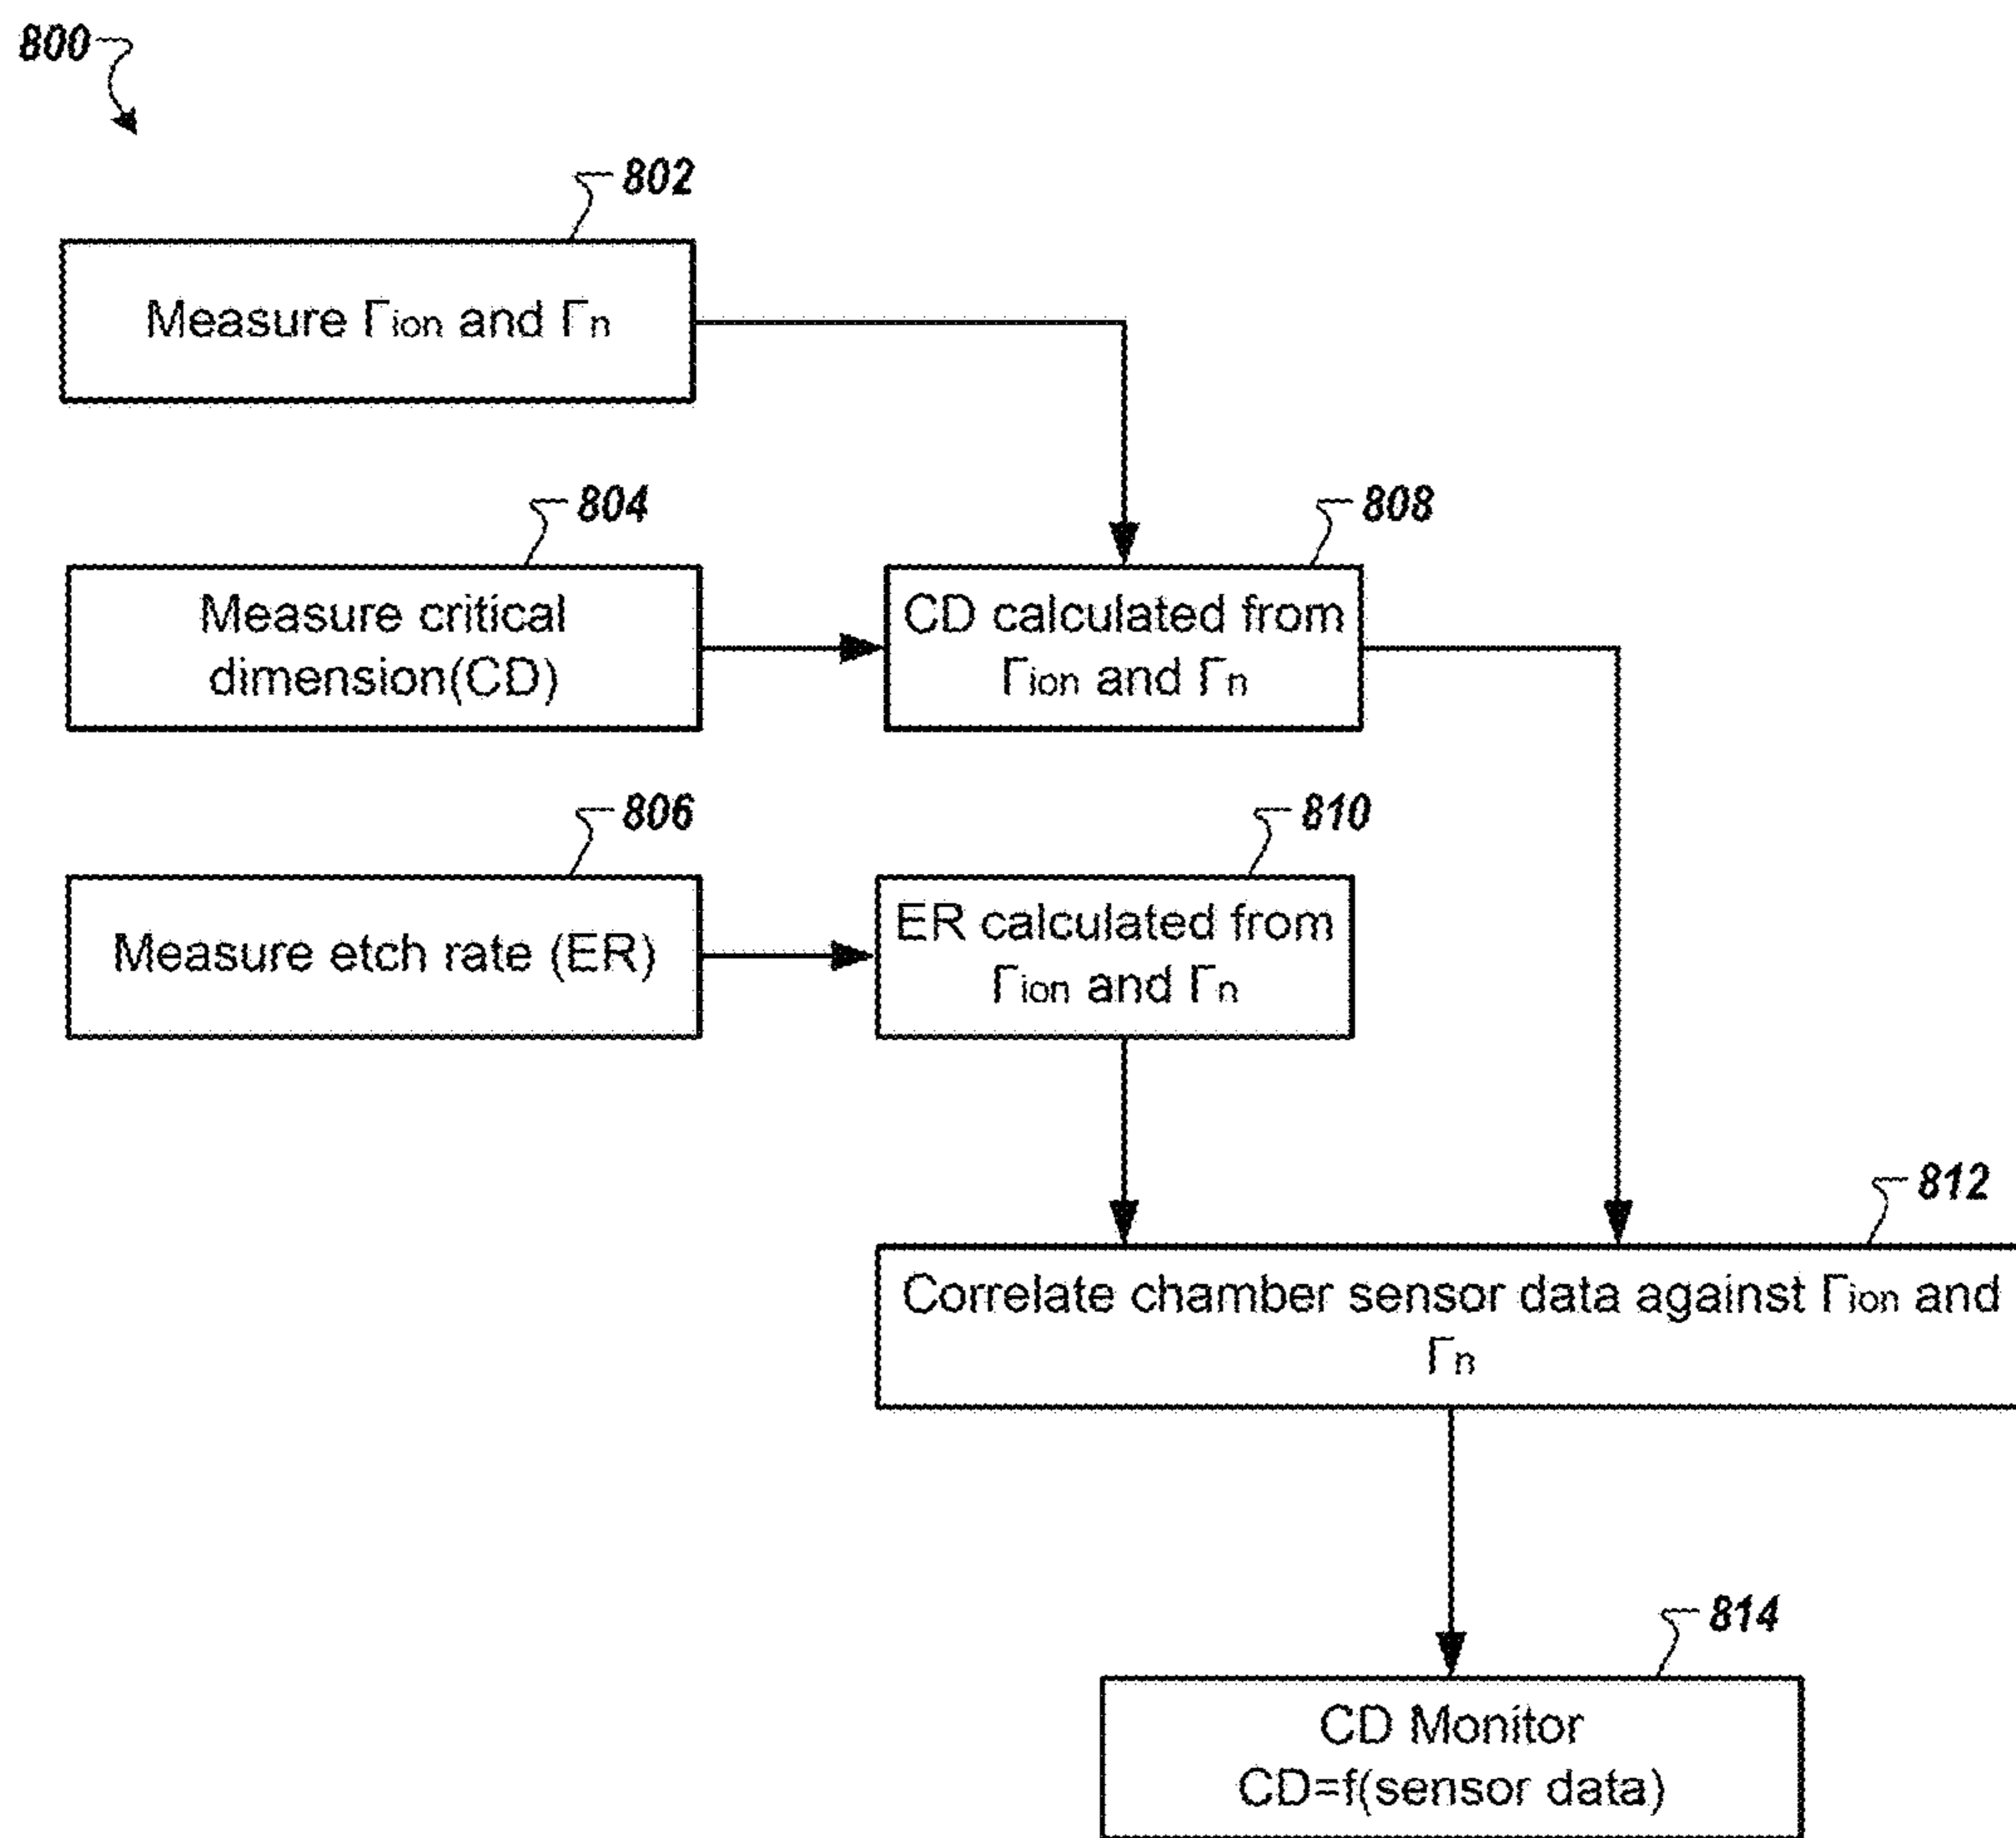 800
802
Measure Γion and Γn
804
Measure critical
dimension(CD)
808
CD calculated from
Γion and Γn
806
Measure etch rate (ER)
810
ER calculated from
Γion and Γn
812
Correlate chamber sensor data against Γion and
Γn
814
CD Monitor
CD=f(sensor data)